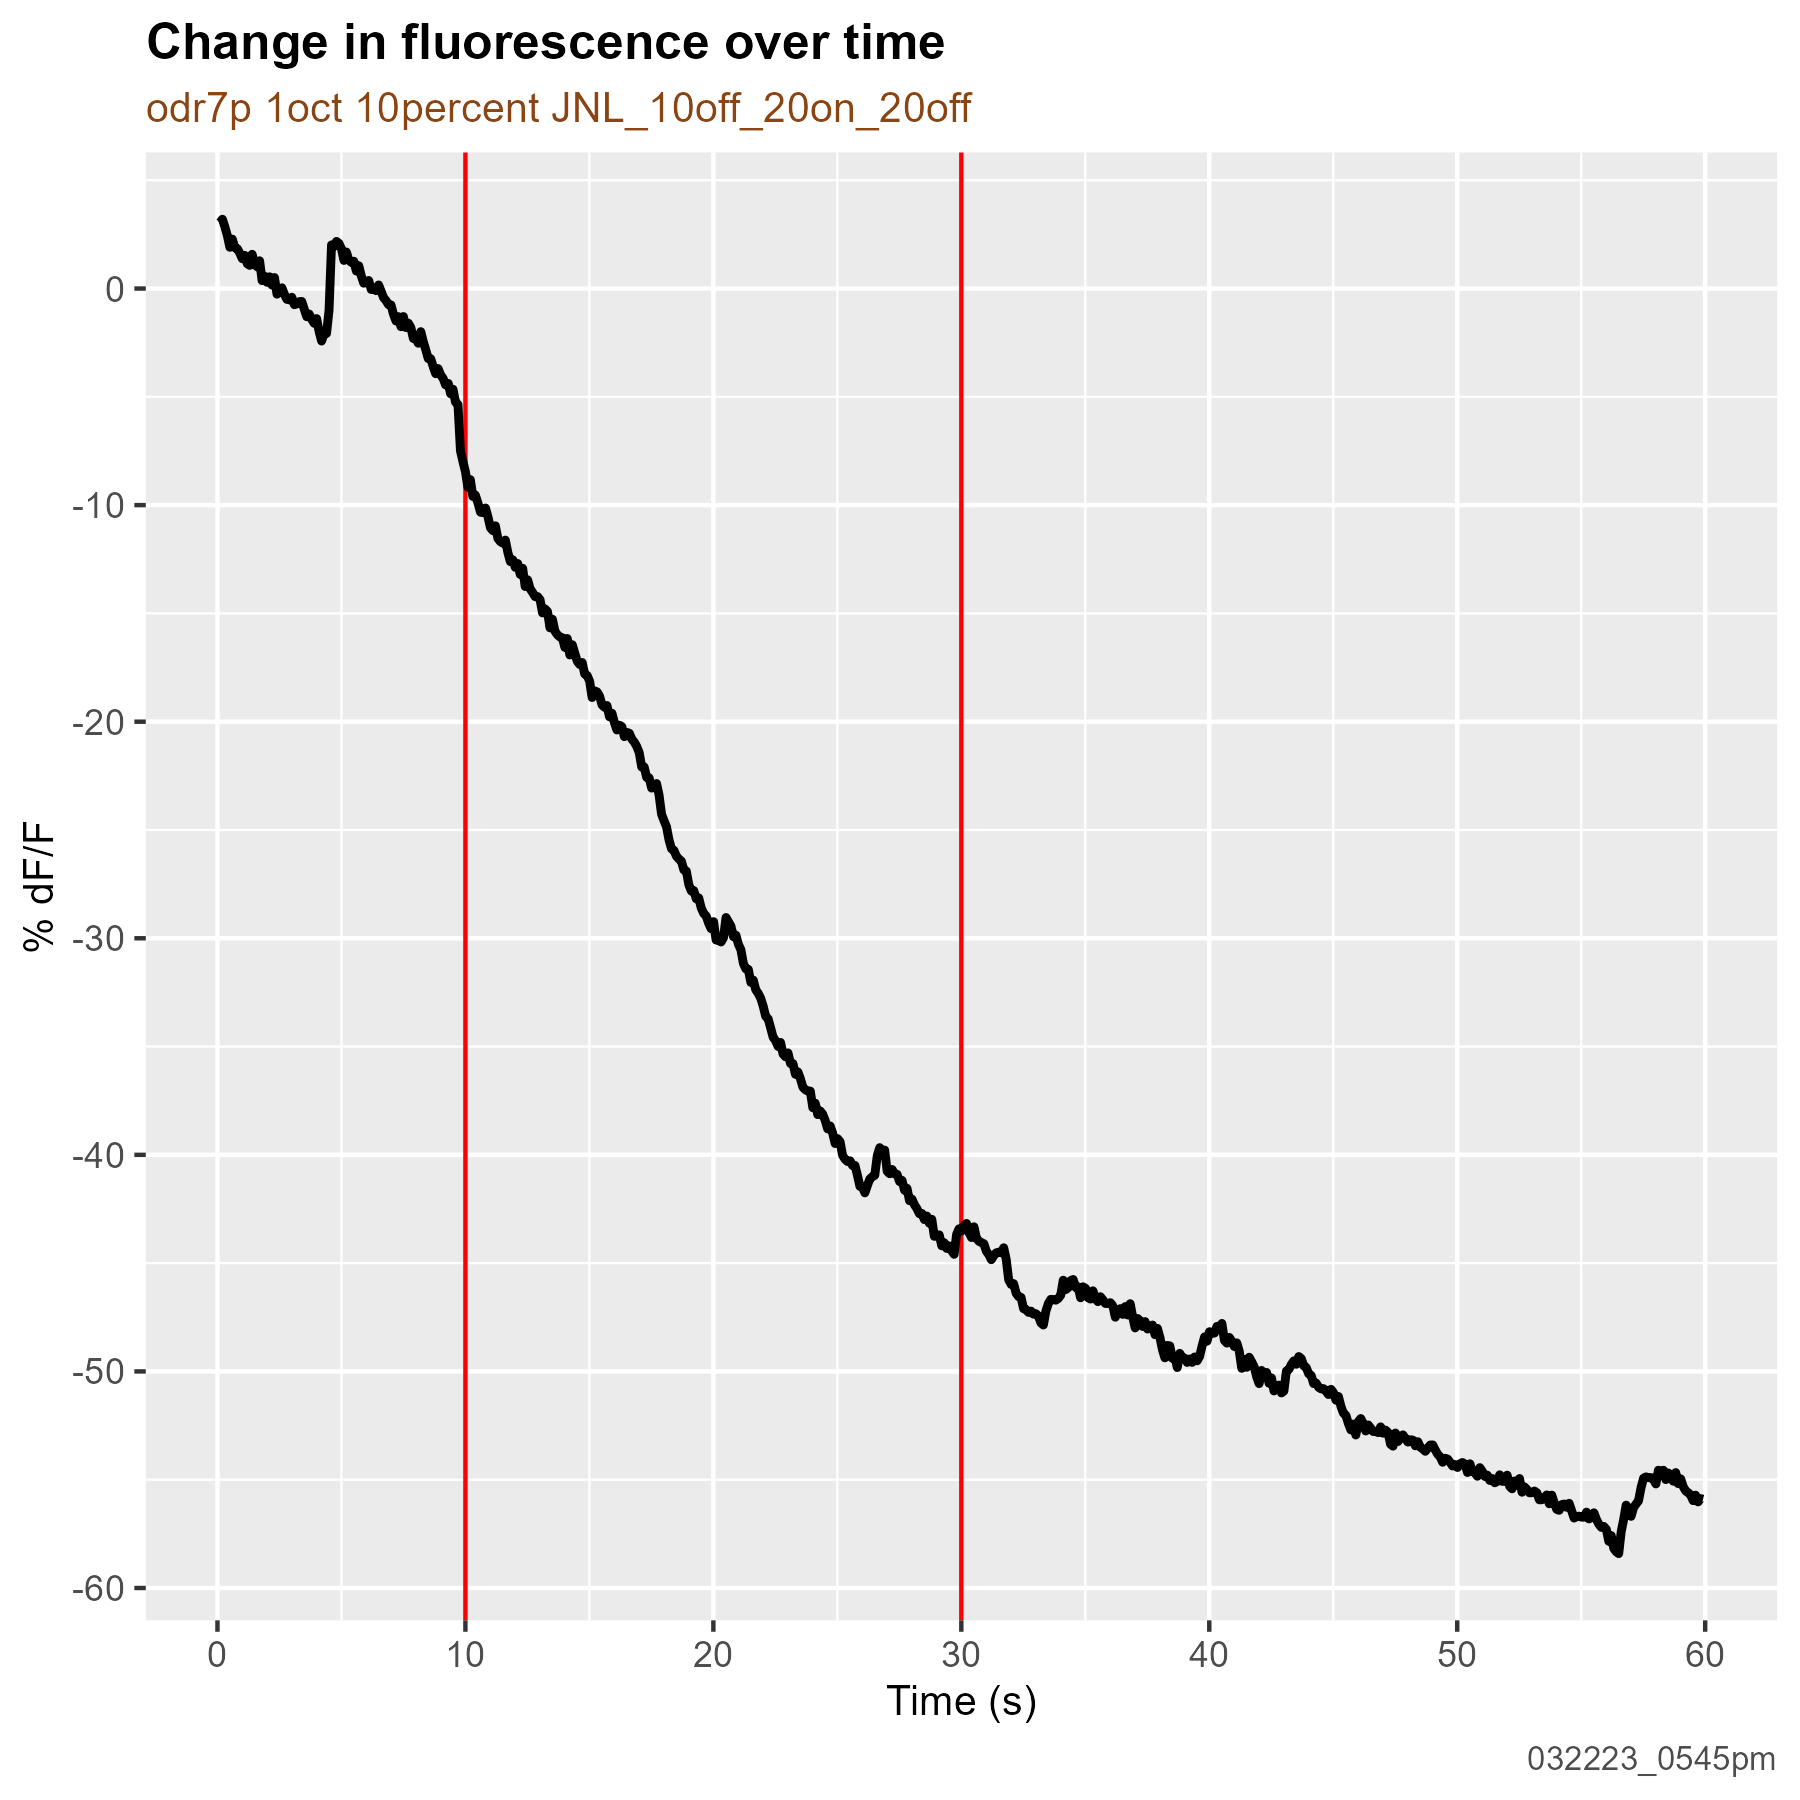 Change in fluorescence over time
odr7p 1oct 10percent JNL_10off_20on_20off
% dF/F
0
-10
-20
-30
-40
-50
-60
0 10 20 30 40 50 60
Time (s)
032223_0545pm